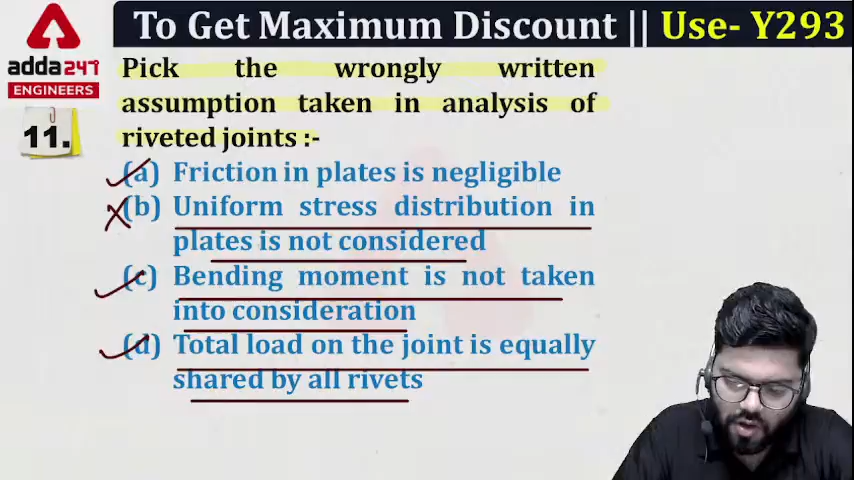 To Get Maximum Discount || Use- Y293
adda247
ENGINEERS
11.
Pick the wrongly written
assumption taken in analysis of
riveted joints :-
(a) Friction in plates is negligible
(b) Uniform stress distribution in
plates is not considered
(c) Bending moment is not taken
into consideration
(d) Total load on the joint is equally
shared by all rivets